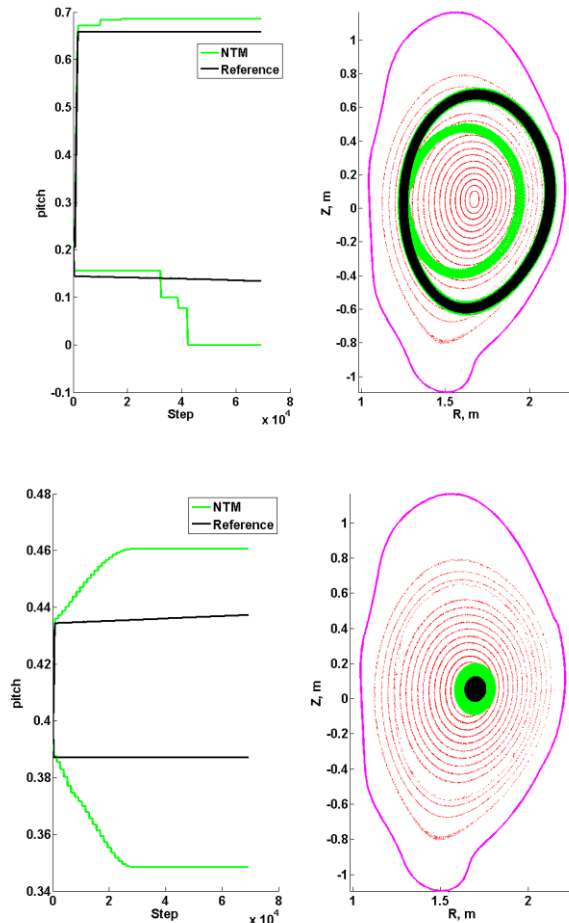 0.7
0.6
0.5
0.4
0.3
0.2
0.1
0
-0.1
pitch
NTM
Reference
0 2 4 6 8
Step
x 10^4
1
0.8
0.6
0.4
0.2
0
-0.2
-0.4
-0.6
-0.8
-1
Z, m
1 1.5 2
R, m
0.48
0.46
0.44
0.42
0.4
0.38
0.36
0.34
pitch
NTM
Reference
0 2 4 6 8
Step
x 10^4
1
0.8
0.6
0.4
0.2
0
-0.2
-0.4
-0.6
-0.8
-1
Z, m
1 1.5 2
R, m